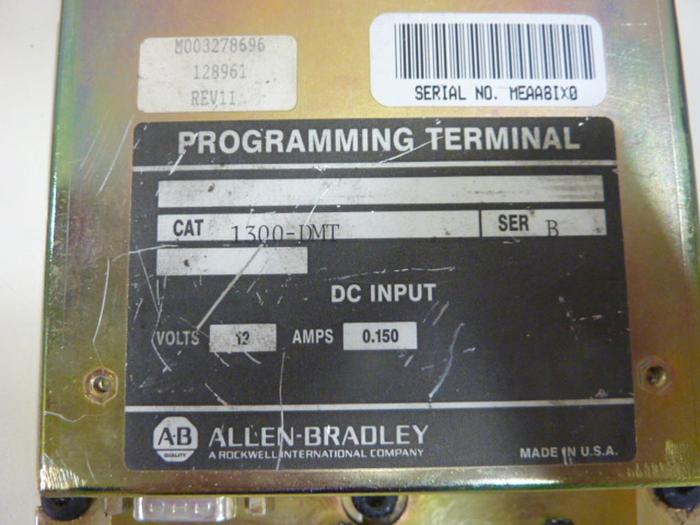 M003278696
128961
REV11
SERIAL NO. MEAA8IX0
PROGRAMMING TERMINAL
CAT 1300-DMT SER B
DC INPUT
VOLTS 12 AMPS 0.150
A·B QUALITY
ALLEN-BRADLEY
A ROCKWELL INTERNATIONAL COMPANY
MADE IN U.S.A.